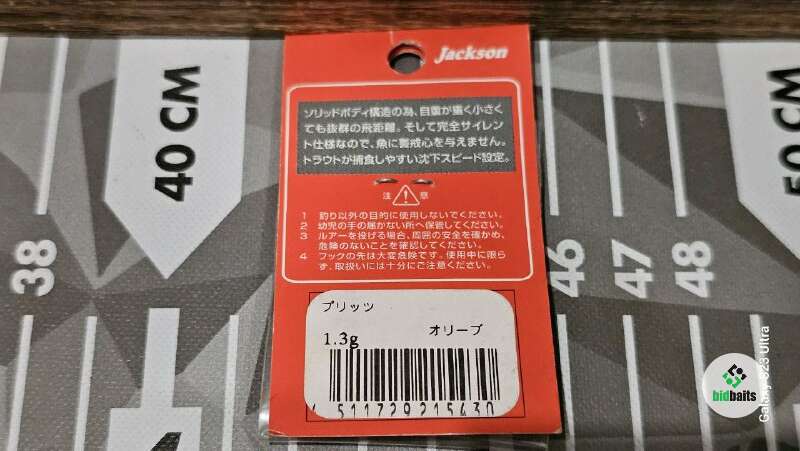 Jackson
ソリッドボディ構造の為、自重が重く小さく
ても抜群の飛距離。そして完全サイレン
ト仕様なので、魚に警戒心を与えません。
トラウトが捕食しやすい沈下スピード設定。
注 意
1 釣り以外の目的に使用しないでください。
2 幼児の手の届かない所へ保管してください。
3 ルアーを投げる場合、周囲の安全を確かめ、
危険のないことを確認してください。
4 フックの先は大変危険です。使用中に限ら
ず、取扱いには十分にご注意ください。
ブリッツ
1.3g オリーブ
4 511729215430
40 CM
38
46
47
48
50 CM
bidbaits
Galaxy S23 Ultra